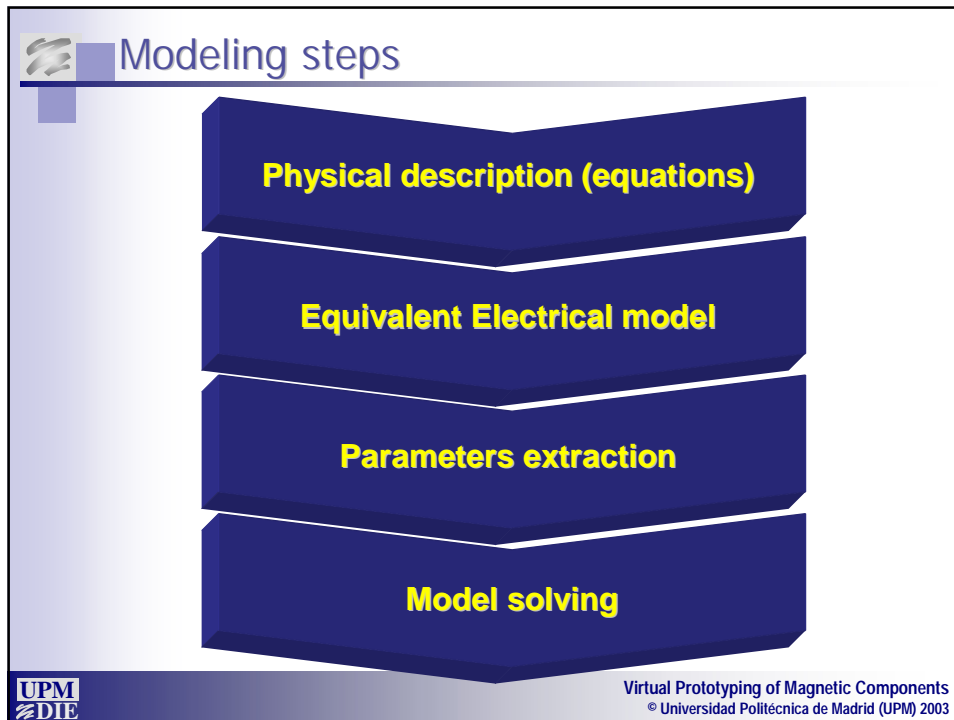 Modeling steps
Physical description (equations)
Equivalent Electrical model
Parameters extraction
Model solving
UPM
DIE
Virtual Prototyping of Magnetic Components
© Universidad Politécnica de Madrid (UPM) 2003